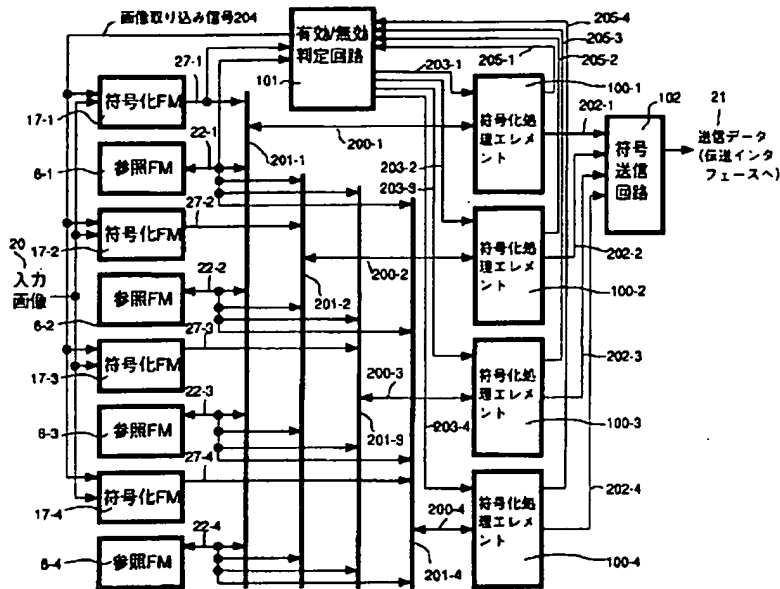 画像取り込み信号204
27-1
有効/無効
判定回路
101
205-4
205-3
205-1
205-2
203-1
100-1
符号化FM
17-1
22-1
200-1
201-1
符号化処
理エレメ
ント
202-1
102
21
符号
送信
回路
送信データ
(伝送インタ
フェースへ)
参照FM
6-1
27-2
203-2
203-9
符号化FM
17-2
20
入力
画像
22-2
201-2
200-2
符号化処
理エレメ
ント
100-2
202-2
参照FM
6-2
27-3
符号化FM
17-3
200-3
符号化処
理エレメ
ント
202-3
22-3
201-9
203-4
100-3
参照FM
6-3
27-4
符号化FM
17-4
22-4
200-4
201-4
符号化処
理エレメ
ント
100-4
202-4
参照FM
6-4